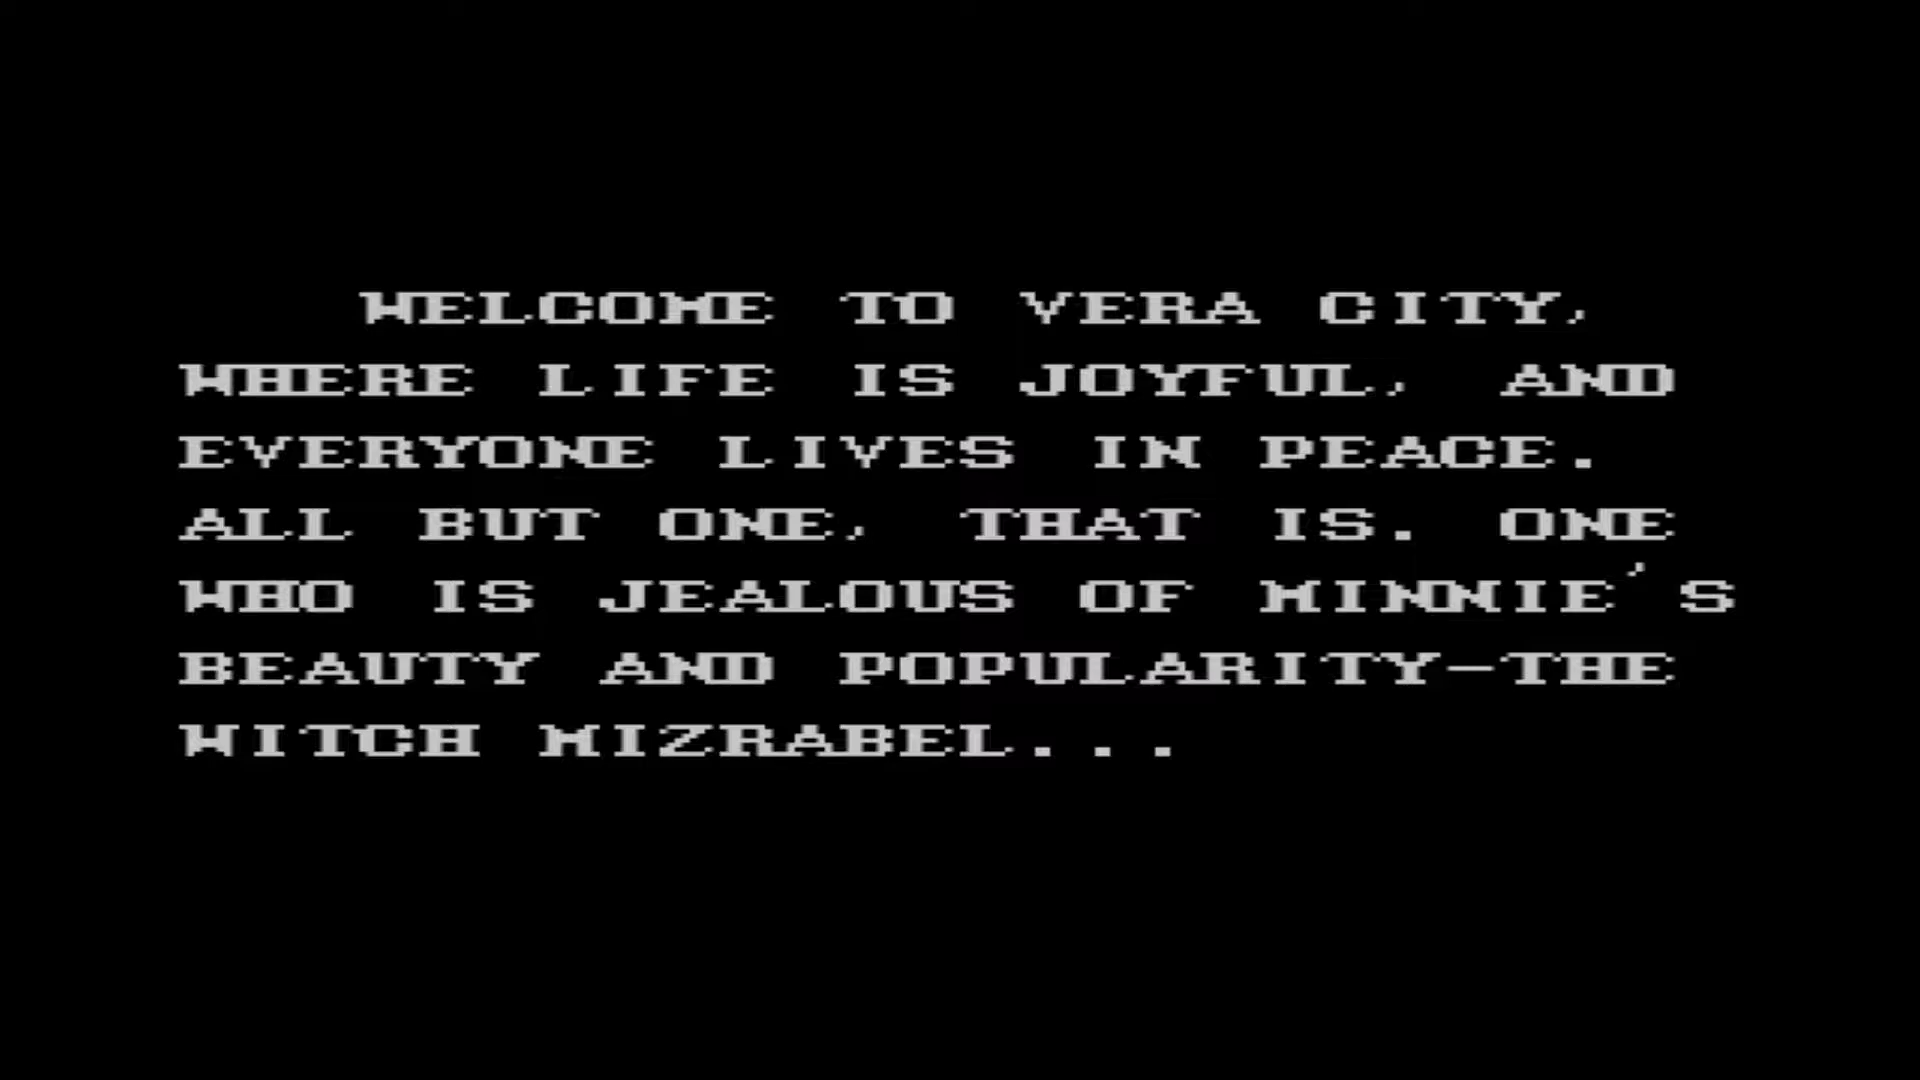 WELCOME TO VERA CITY,
WHERE LIFE IS JOYFUL, AND
EVERYONE LIVES IN PEACE.
ALL BUT ONE, THAT IS. ONE
WHO IS JEALOUS OF MINNIE'S
BEAUTY AND POPULARITY-THE
WITCH MIZRABEL...